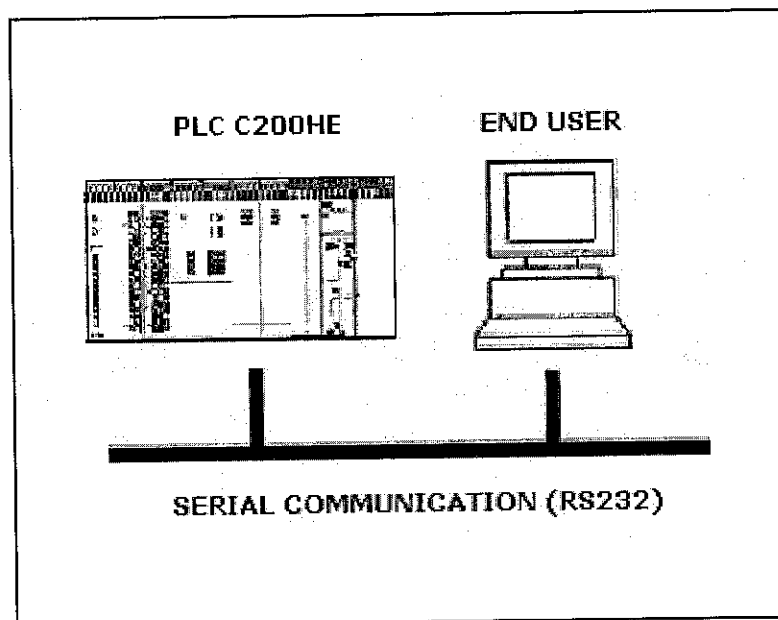 PLC C200HE
END USER
SERIAL COMMUNICATION (RS232)